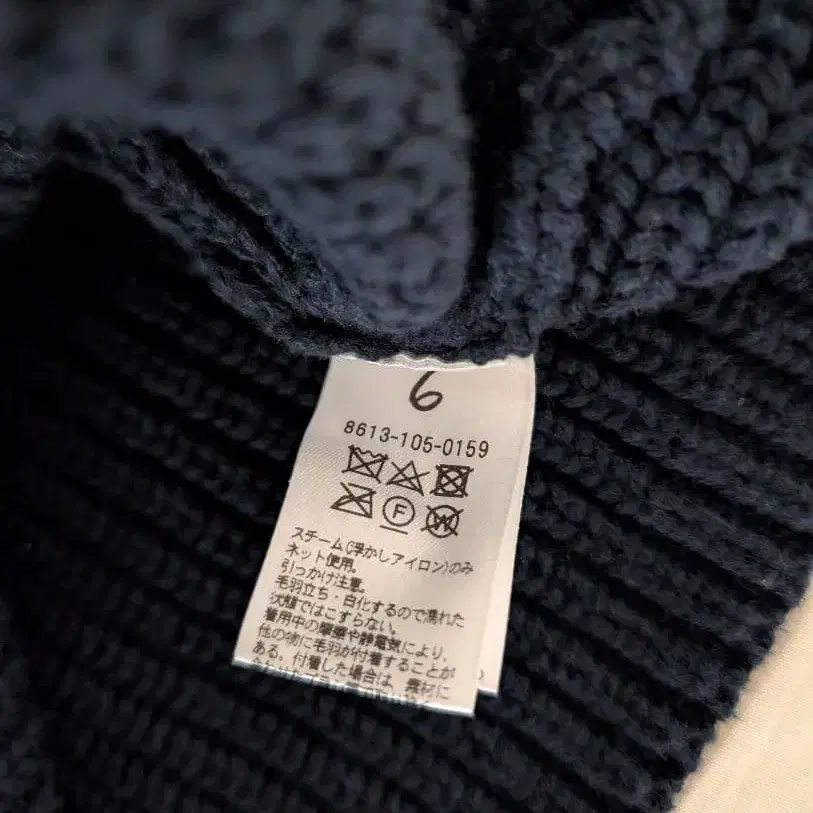 6
8613-105-0159
F W
スチーム(浮かしアイロン)のみ
ネット使用。
引っかけ注意。
毛羽立ち・白化するので濡れた
状態ではこすらない。
着用中の摩擦や静電気により、
他の物に毛羽が付着することが
ある。付着した場合は、素材に